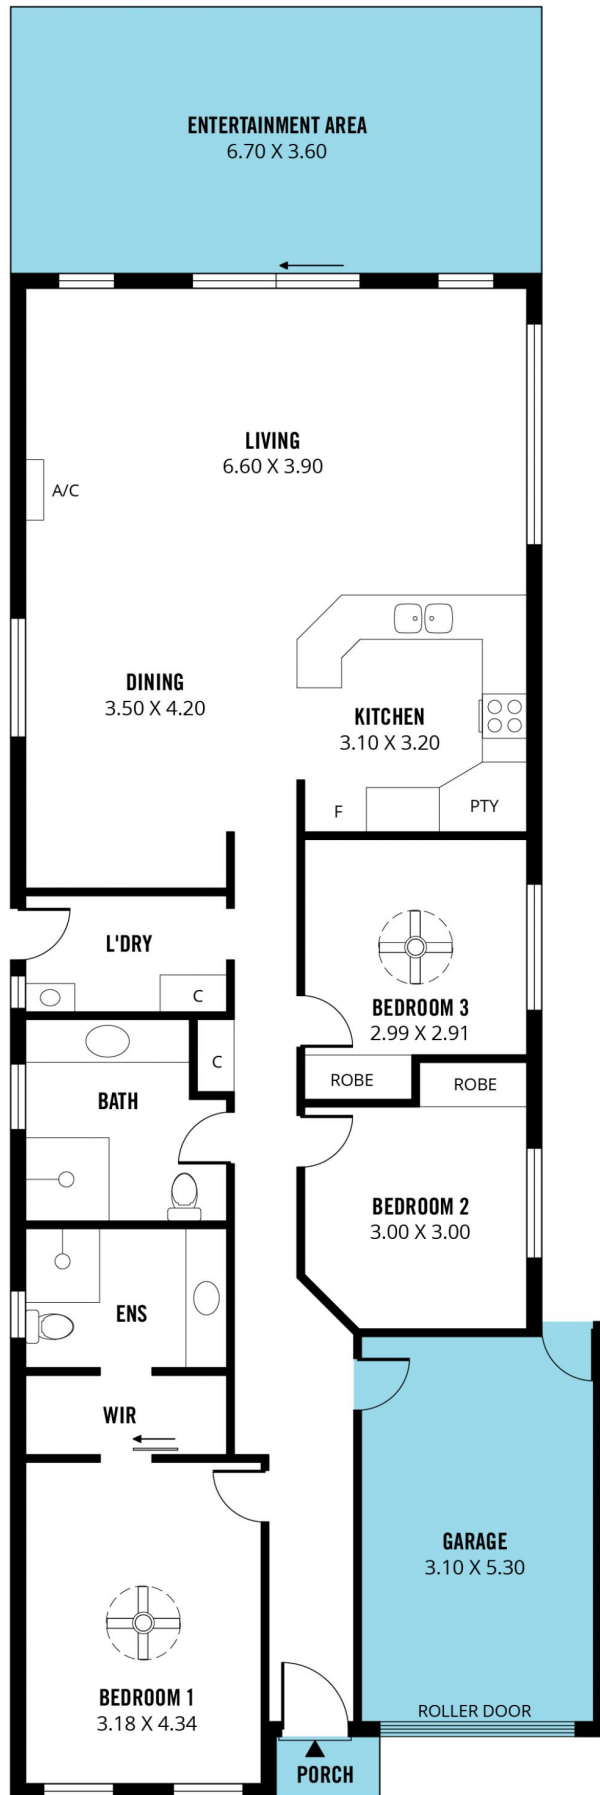 ENTERTAINMENT AREA
6.70 X 3.60
LIVING
6.60 X 3.90
A/C
DINING
3.50 X 4.20
KITCHEN
3.10 X 3.20
F
PTY
L'DRY
C
BEDROOM 3
2.99 X 2.91
C
ROBE
ROBE
BATH
BEDROOM 2
3.00 X 3.00
ENS
WIR
GARAGE
3.10 X 5.30
BEDROOM 1
3.18 X 4.34
ROLLER DOOR
PORCH